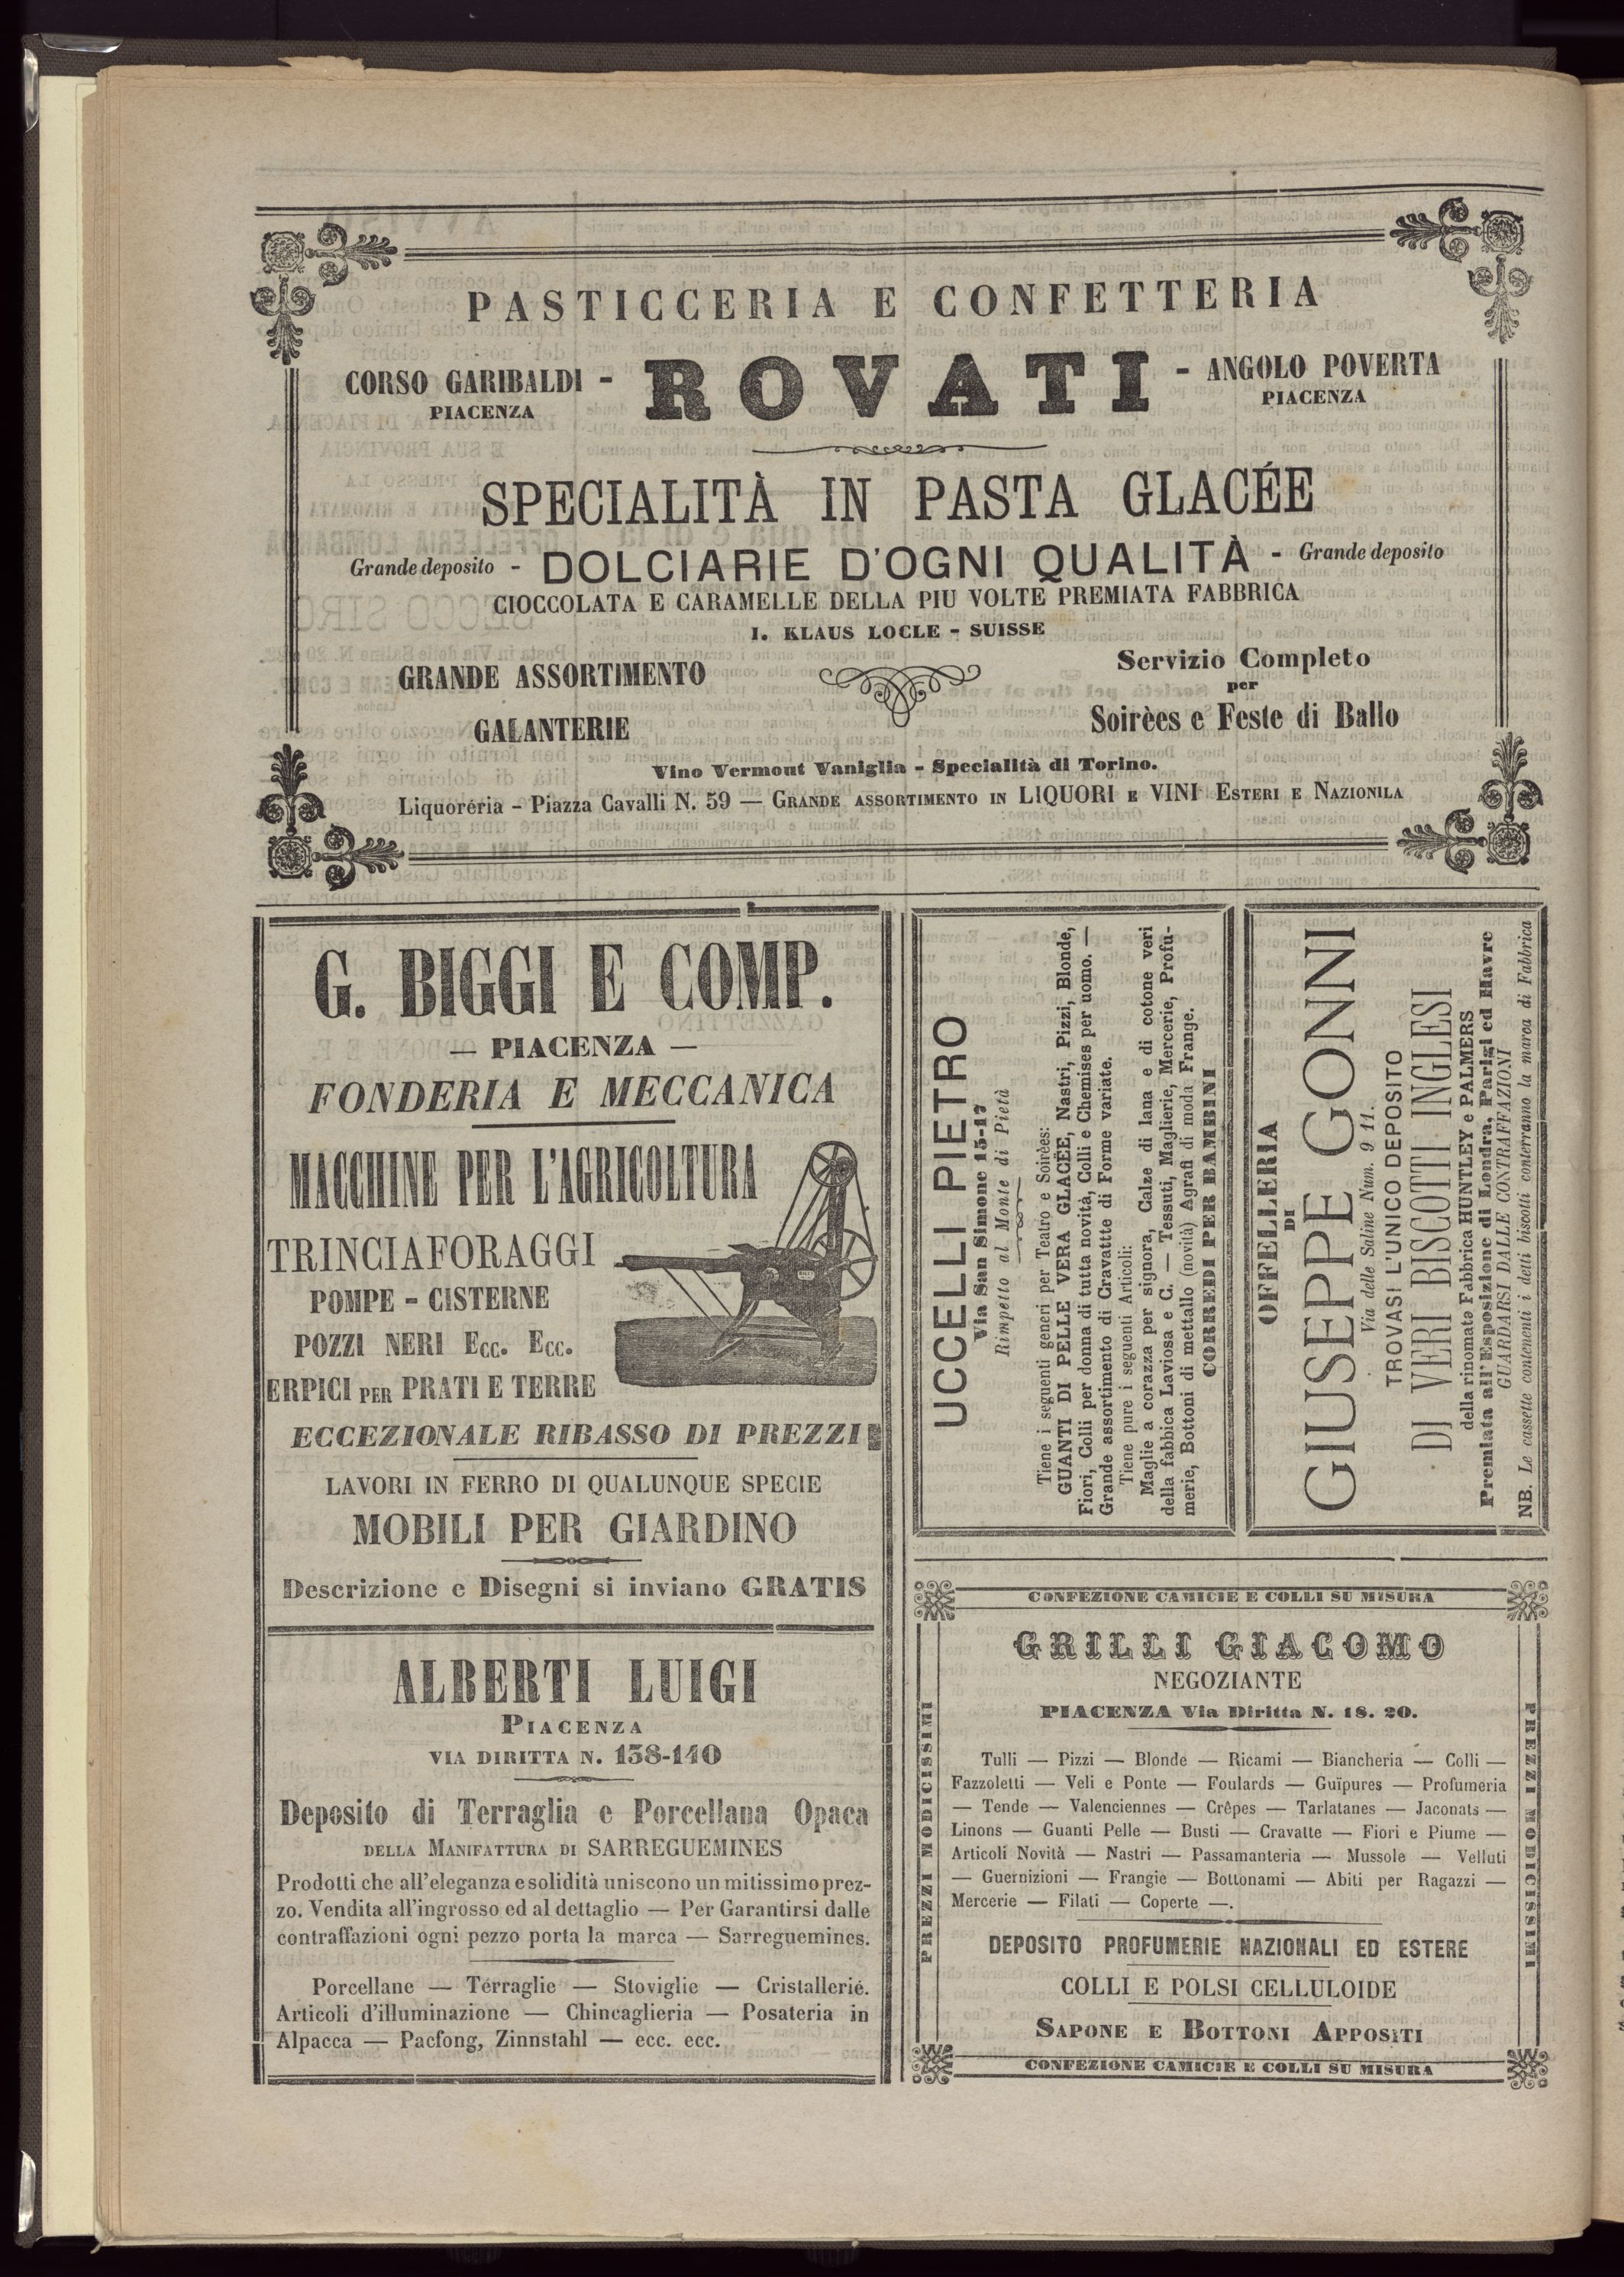 PASTICCERIA E CONFETTERIA
CORSO GARIBALDI - ROVATI - ANGOLO POVERTA
PIACENZA PIACENZA
SPECIALITÀ IN PASTA GLACÉE
Grande deposito - DOLCIARIE D'OGNI QUALITÀ - Grande deposito
CIOCCOLATA E CARAMELLE DELLA PIU VOLTE PREMIATA FABBRICA
I. KLAUS LOCLE - SUISSE
GRANDE ASSORTIMENTO
GALANTERIE
Servizio Completo
per
Soirèes e Feste di Ballo
Vino Vermout Vaniglia - Specialità di Torino.
Liquoréria - Piazza Cavalli N. 59 — GRANDE ASSORTIMENTO IN LIQUORI E VINI ESTERI E NAZIONILA
G. BIGGI E COMP.
— PIACENZA —
FONDERIA E MECCANICA
MACCHINE PER L'AGRICOLTURA
TRINCIAFORAGGI
POMPE - CISTERNE
POZZI NERI ECC. ECC.
ERPICI PER PRATI E TERRE
ECCEZIONALE RIBASSO DI PREZZI
LAVORI IN FERRO DI QUALUNQUE SPECIE
MOBILI PER GIARDINO
Descrizione e Disegni si inviano GRATIS
ALBERTI LUIGI
PIACENZA
VIA DIRITTA N. 138-140
Deposito di Terraglia e Porcellana Opaca
DELLA MANIFATTURA DI SARREGUEMINES
Prodotti che all'eleganza e solidità uniscono un mitissimo prez-
zo. Vendita all'ingrosso ed al dettaglio — Per Garantirsi dalle
contraffazioni ogni pezzo porta la marca — Sarreguemines.
Porcellane — Térraglie — Stoviglie — Cristallerié.
Articoli d'illuminazione — Chincaglieria — Posateria in
Alpacca — Pacfong, Zinnstahl — ecc. ecc.
UCCELLI PIETRO
Via San Simone 15-17
Rimpetto al Monte di Pietà
Tiene i seguenti generi per Teatro e Soirèes:
GUANTI DI PELLE VERA GLACÉE, Nastri, Pizzi, Blonde,
Fiori, Colli per donna di tutta novità, Colli e Chemises per uomo. —
Grande assortimento di Cravatte di Forme variate.
Tiene pure i seguenti Articoli:
Maglie a corazza per signora, Calze di lana e di cotone veri
della fabbica Laviosa e C. — Tessuti, Maglierie, Mercerie, Profu-
merie, Bottoni di mettallo (novità) Agrafi di moda Frange.
CORREDI PER BAMBINI
OFFELLERIA
DI
GIUSEPPE GONNI
Via delle Saline Num. 9 11.
TROVASI L'UNICO DEPOSITO
DI VERI BISCOTTI INGLESI
della rinomata Fabbrica HUNTLEY e PALMERS
Premiata all'Esposizione di Londra, Parigi ed Havre
GUARDARSI DALLE CONTRAFFAZIONI
NB. Le cassette contenenti i detti biscotti conterranno la marca di Fabbrica
CONFEZIONE CAMICIE E COLLI SU MISURA
PREZZI MODICISSIMI
GRILLI GIACOMO
NEGOZIANTE
PIACENZA Via Diritta N. 18. 20.
Tulli — Pizzi — Blonde — Ricami — Biancheria — Colli —
Fazzoletti — Veli e Ponte — Foulards — Guïpures — Profumeria
— Tende — Valenciennes — Crêpes — Tarlatanes — Jaconats —
Linons — Guanti Pelle — Busti — Cravatte — Fiori e Piume —
Articoli Novità — Nastri — Passamanteria — Mussole — Velluti
— Guernizioni — Frangie — Bottonami — Abiti per Ragazzi —
Mercerie — Filati — Coperte —.
DEPOSITO PROFUMERIE NAZIONALI ED ESTERE
COLLI E POLSI CELLULOIDE
SAPONE E BOTTONI APPOSITI
PREZZI MODICISSIMI
CONFEZIONE CAMICIE E COLLI SU MISURA